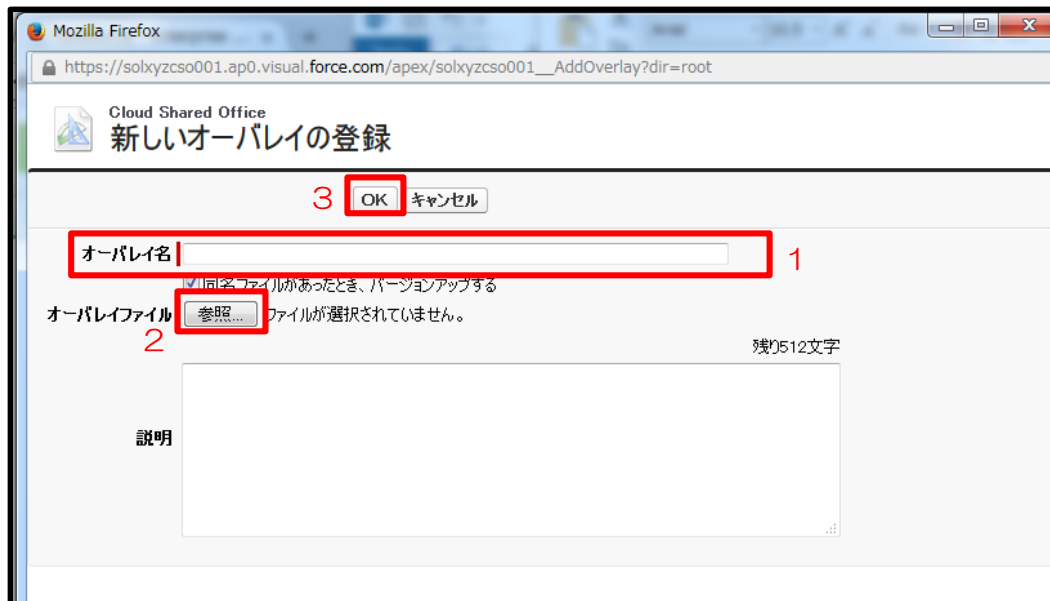 Mozilla Firefox
https://solxyzcso001.ap0.visual.force.com/apex/solxyzcso001__AddOverlay?dir=root
Cloud Shared Office
新しいオーバレイの登録
3 OK キャンセル
オーバレイ名 1
同名ファイルがあったとき、バージョンアップする
オーバレイファイル 参照... ファイルが選択されていません。
2
残り512文字
説明